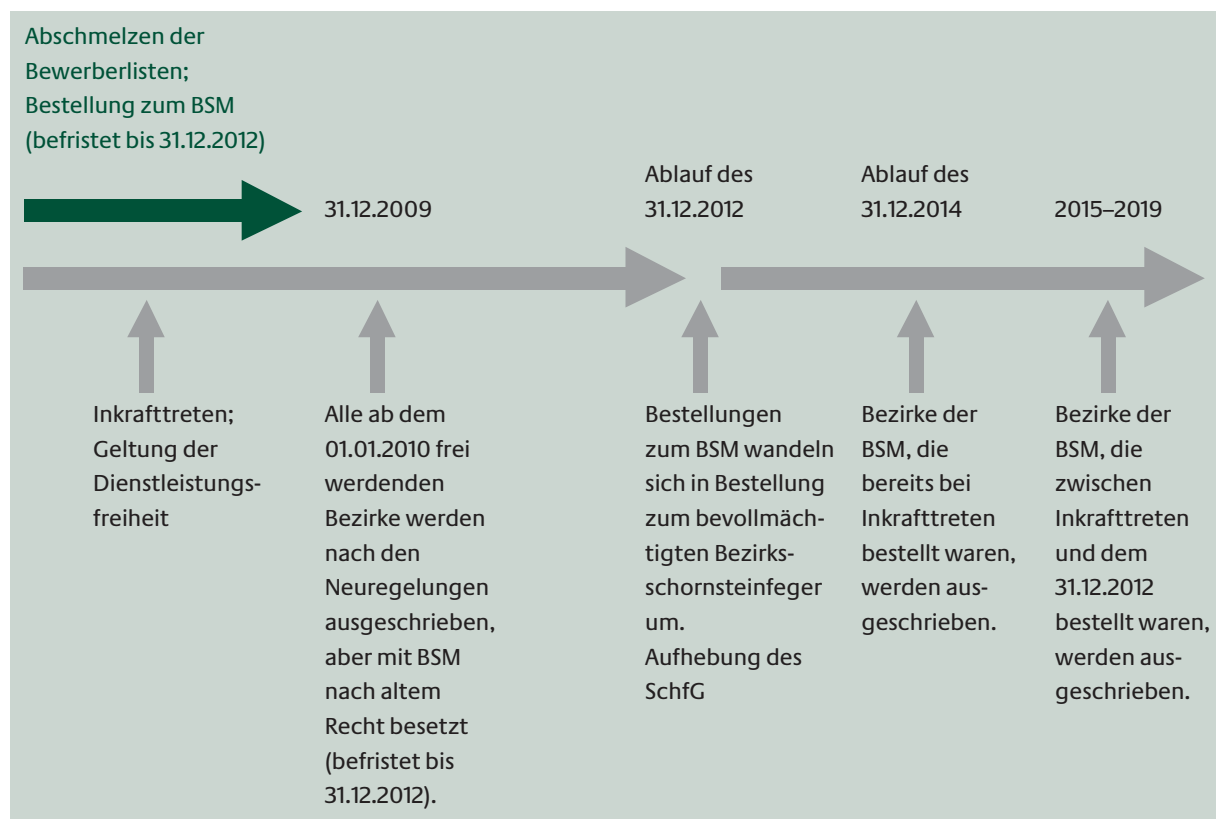 Abschmelzen der
Bewerberlisten;
Bestellung zum BSM
(befristet bis 31.12.2012)
31.12.2009
Ablauf des
31.12.2012
Ablauf des
31.12.2014
2015–2019
Inkrafttreten;
Geltung der
Dienstleistungs-
freiheit
Alle ab dem
01.01.2010 frei
werdenden
Bezirke werden
nach den
Neuregelungen
ausgeschrieben,
aber mit BSM
nach altem
Recht besetzt
(befristet bis
31.12.2012).
Bestellungen
zum BSM wandeln
sich in Bestellung
zum bevollmäch-
tigten Bezirks-
schornsteinfeger
um.
Aufhebung des
SchfG
Bezirke der
BSM, die
bereits bei
Inkrafttreten
bestellt waren,
werden aus-
geschrieben.
Bezirke der
BSM, die
zwischen
Inkrafttreten
und dem
31.12.2012
bestellt waren,
werden aus-
geschrieben.